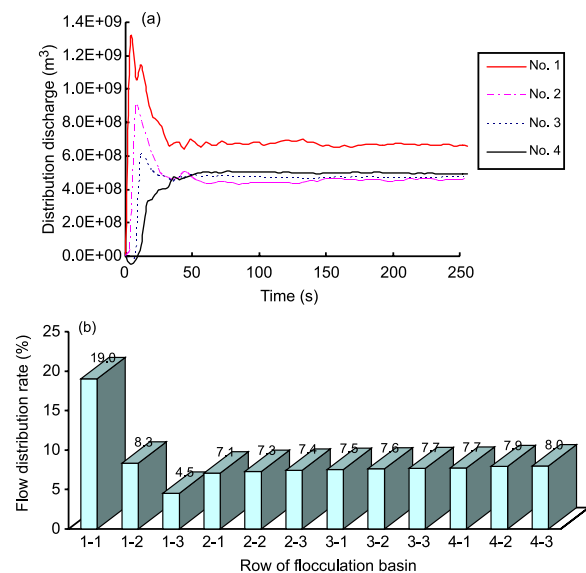 (a)
1.4E+09
1.2E+09
1.0E+09
8.0E+08
6.0E+08
4.0E+08
2.0E+08
0.0E+00
Distribution discharge (m³)
0 50 100 150 200 250
Time (s)
No. 1
No. 2
No. 3
No. 4
(b)
25
20
15
10
5
0
Flow distribution rate (%)
19.0 8.3 4.5 7.1 7.3 7.4 7.5 7.6 7.7 7.7 7.9 8.0
1-1 1-2 1-3 2-1 2-2 2-3 3-1 3-2 3-3 4-1 4-2 4-3
Row of flocculation basin